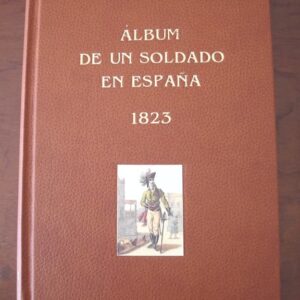 ÁLBUM
DE UN SOLDADO
EN ESPAÑA
1823